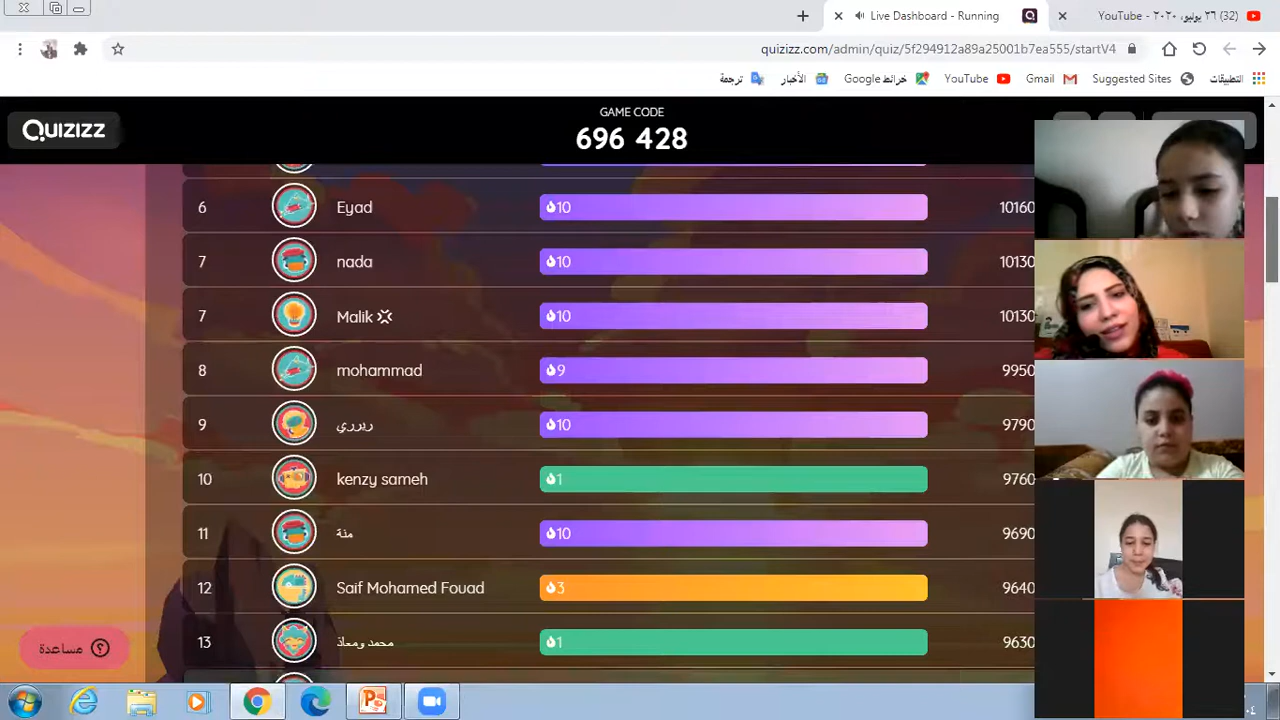 Live Dashboard - Running
(32) ٢٦ يونيو، ٢٠٢٠ - YouTube
quizizz.com/admin/quiz/5f294912a89a25001b7ea555/startV4
التطبيقات
Suggested Sites
Gmail
YouTube
خرائط Google
الأخبار
ترجمة
Quizizz
GAME CODE
696 428
6 Eyad 10 10160
7 nada 10 10130
7 Malik 10 10130
8 mohammad 9 9950
9 10 9790
10 kenzy sameh 1 9760
11 منة 10 9690
12 Saif Mohamed Fouad 3 9640
13 محمد ومعاذ 1 9630
مساعدة